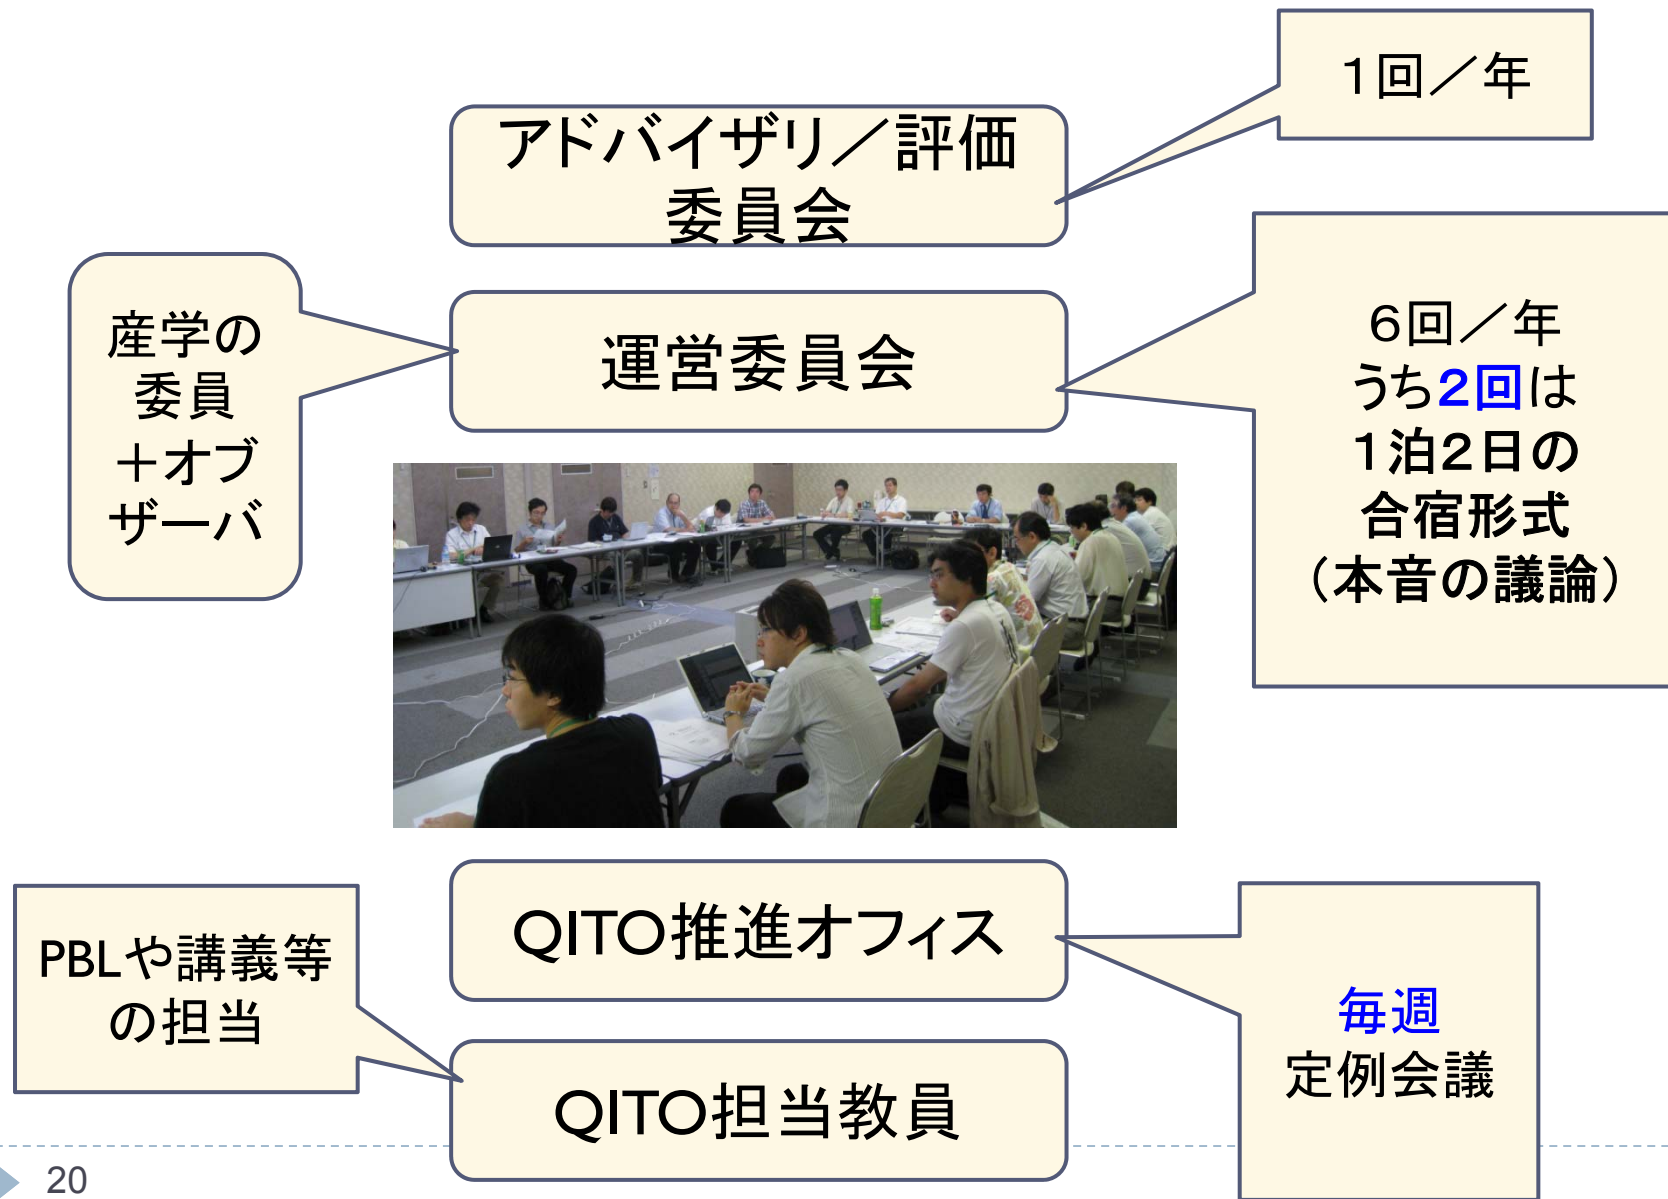 1回／年
アドバイザリ／評価
委員会
産学の
委員
＋オブ
ザーバ
運営委員会
6回／年
うち2回は
1泊2日の
合宿形式
（本音の議論）
QITO推進オフィス
PBLや講義等
の担当
毎週
定例会議
QITO担当教員
20